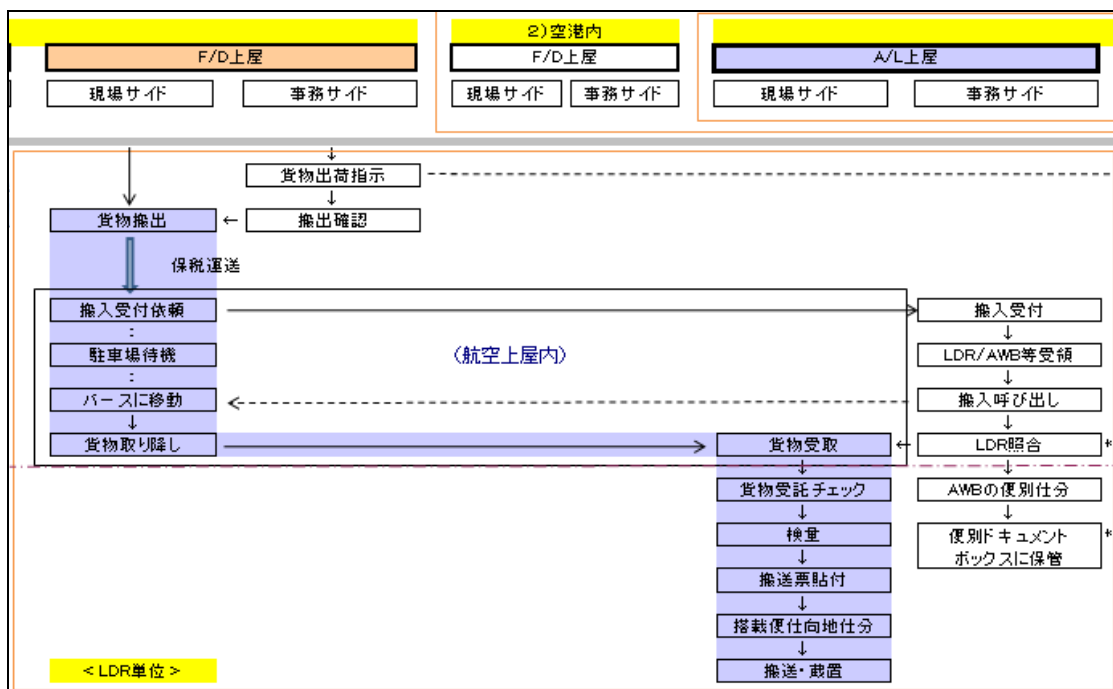 2)空港内
F/D上屋
F/D上屋
A/L上屋
現場サイド
事務サイド
現場サイド
事務サイド
現場サイド
事務サイド
貨物出荷指示
貨物搬出
搬出確認
保税運送
搬入受付依頼
搬入受付
:
駐車場待機
(航空上屋内)
LDR/AWB等受領
:
バースに移動
搬入呼び出し
貨物取り降し
貨物受取
LDR照合
*
貨物受託チェック
AWBの便別仕分
検量
便別ドキュメント
ボックスに保管
*
搬送票貼付
搭載便仕向地仕分
<LDR単位>
搬送・蔵置